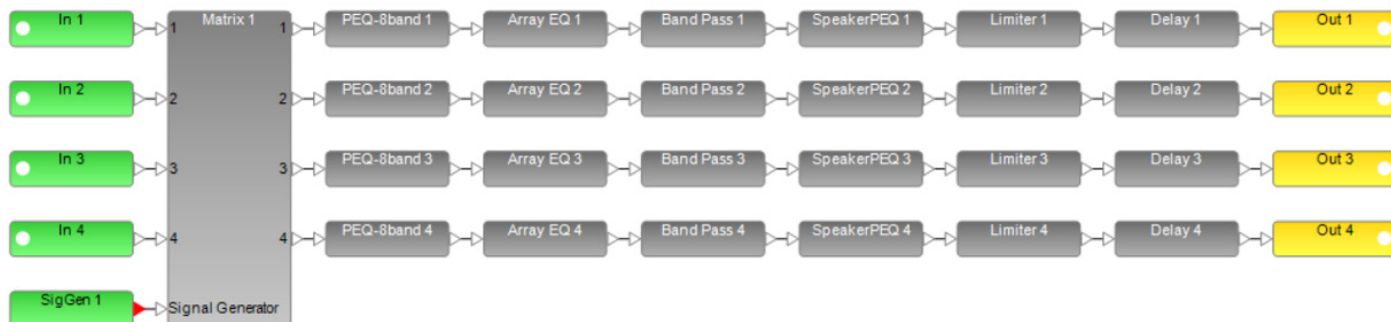 In 1 Matrix 1 1 PEQ-8band 1 Array EQ 1 Band Pass 1 SpeakerPEQ 1 Limiter 1 Delay 1 Out 1
1
In 2 2 PEQ-8band 2 Array EQ 2 Band Pass 2 SpeakerPEQ 2 Limiter 2 Delay 2 Out 2
2
In 3 3 PEQ-8band 3 Array EQ 3 Band Pass 3 SpeakerPEQ 3 Limiter 3 Delay 3 Out 3
3
In 4 4 PEQ-8band 4 Array EQ 4 Band Pass 4 SpeakerPEQ 4 Limiter 4 Delay 4 Out 4
4
SigGen 1 Signal Generator